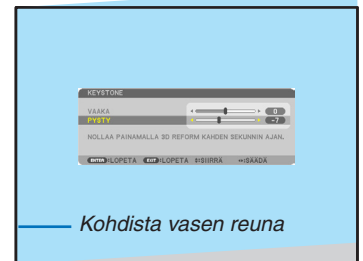 KEYSTONE
VAAKA 0
PYSTY -7
NOLLAA PAINAMALLA 3D REFORM KAHDEN SEKUNNIN AJAN.
ENTER :LOPETA EXIT :LOPETA ↕:SIIRRÄ ↔:SÄÄDÄ
Kohdista vasen reuna